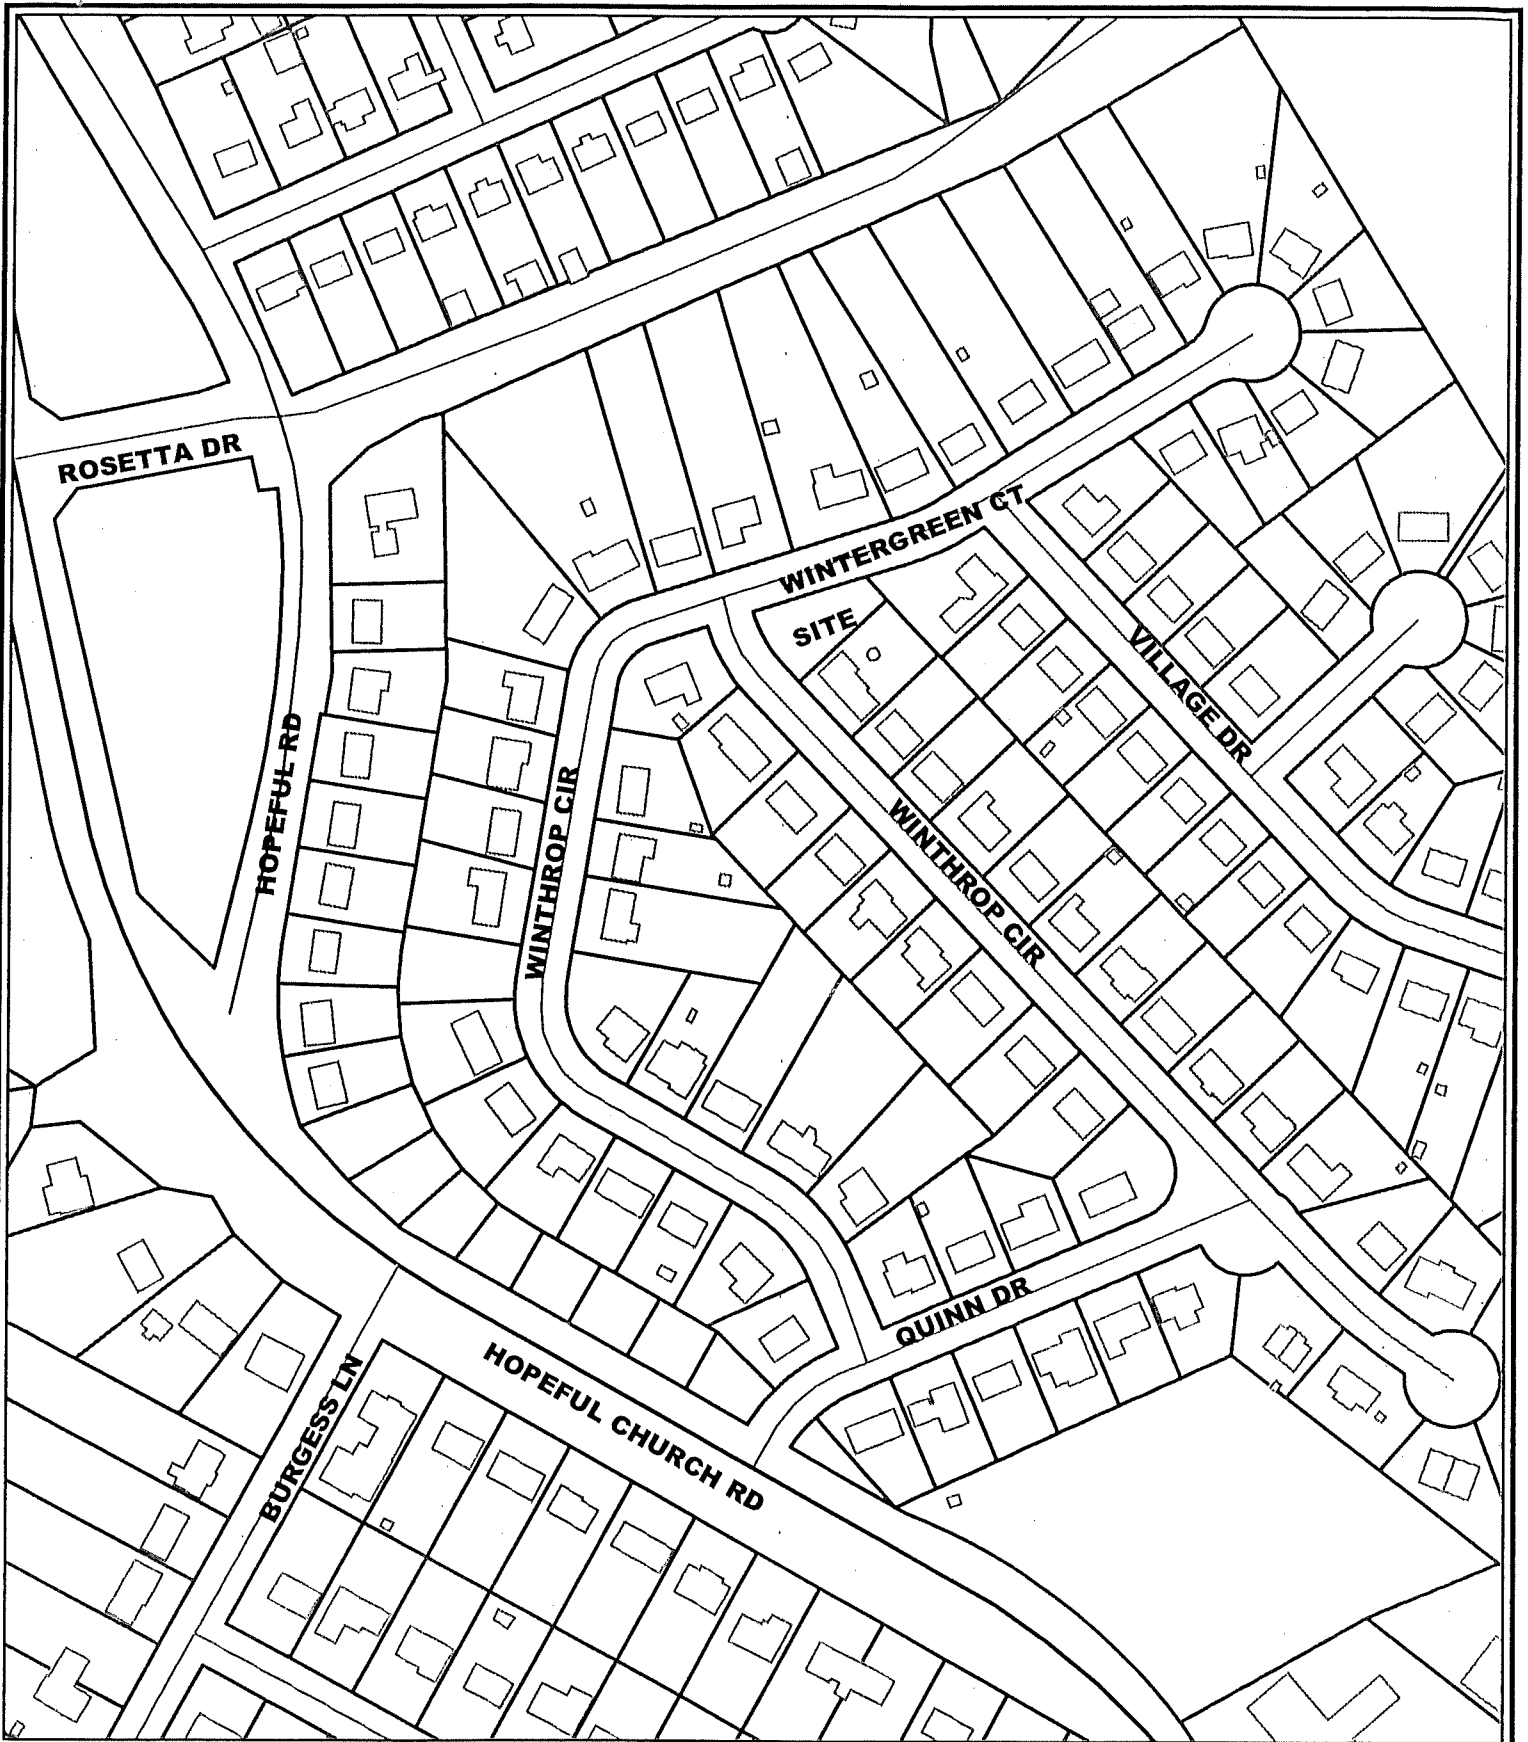 ROSETTA DR
WINTERGREEN CT
SITE
VILLAGE DR
HOPEFUL RD
WINTHROP CIR
WINTHROP CIR
QUINN DR
HOPEFUL CHURCH RD
BURGESS LN